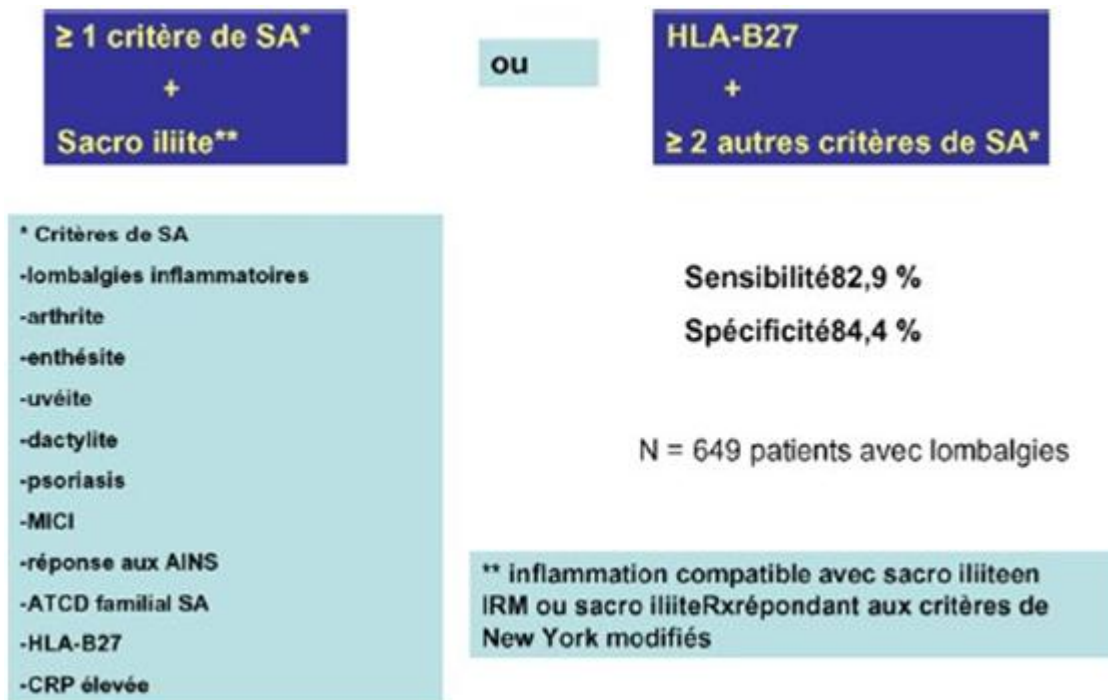 ≥ 1 critère de SA*
+
Sacro iliite**
ou
HLA-B27
+
≥ 2 autres critères de SA*
* Critères de SA
-lombalgies inflammatoires
-arthrite
-enthésite
-uvéite
-dactylite
-psoriasis
-MICI
-réponse aux AINS
-ATCD familial SA
-HLA-B27
-CRP élevée
Sensibilité82,9 %
Spécificité84,4 %
N = 649 patients avec lombalgies
** inflammation compatible avec sacro iliiteen
IRM ou sacro iliiteRxrépondant aux critères de
New York modifiés